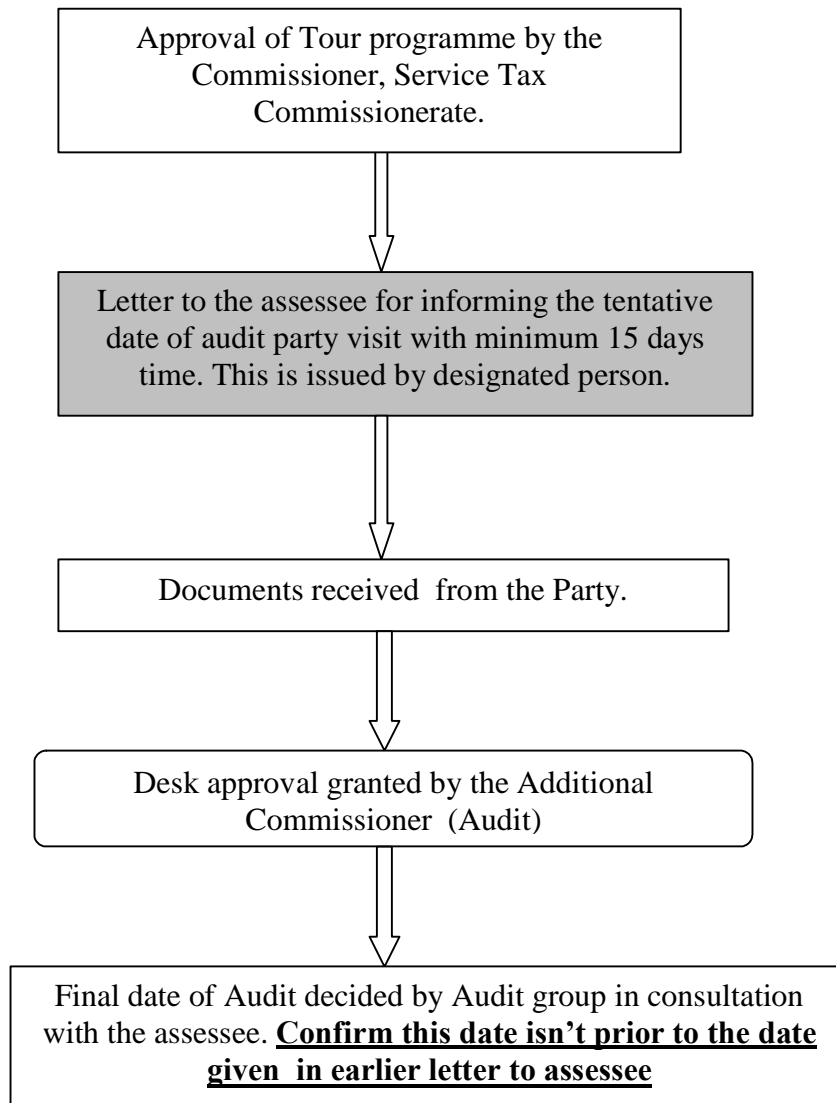 Approval of Tour programme by the
Commissioner, Service Tax
Commissionerate.
Letter to the assessee for informing the tentative
date of audit party visit with minimum 15 days
time. This is issued by designated person.
Documents received from the Party.
Desk approval granted by the Additional
Commissioner (Audit)
Final date of Audit decided by Audit group in consultation
with the assessee. Confirm this date isn’t prior to the date
given in earlier letter to assessee